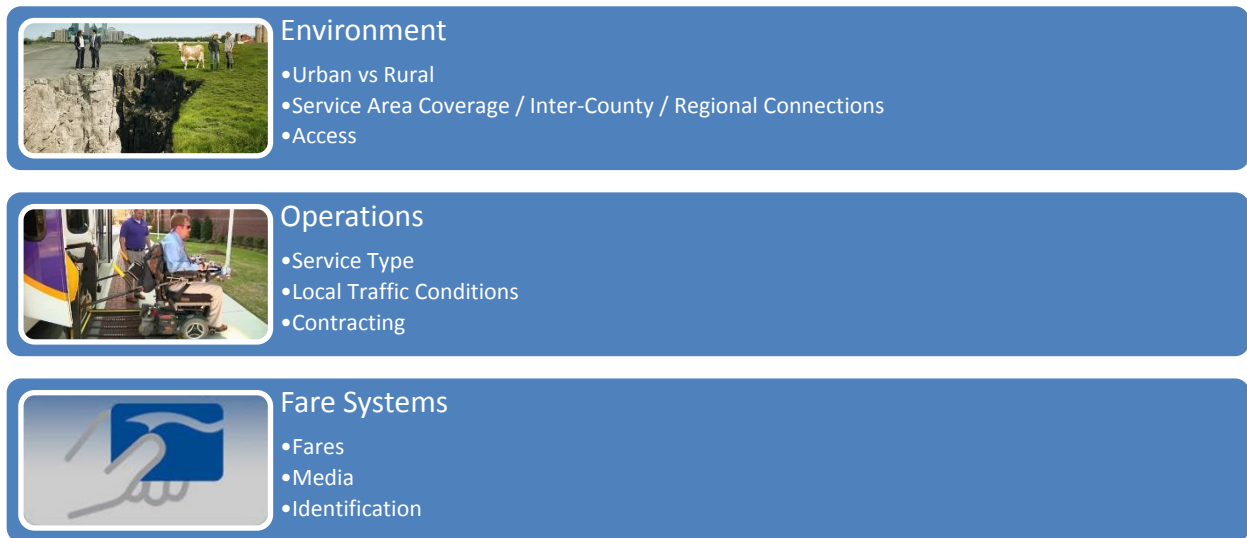 Environment
•Urban vs Rural
•Service Area Coverage / Inter-County / Regional Connections
•Access
Operations
•Service Type
•Local Traffic Conditions
•Contracting
Fare Systems
•Fares
•Media
•Identification